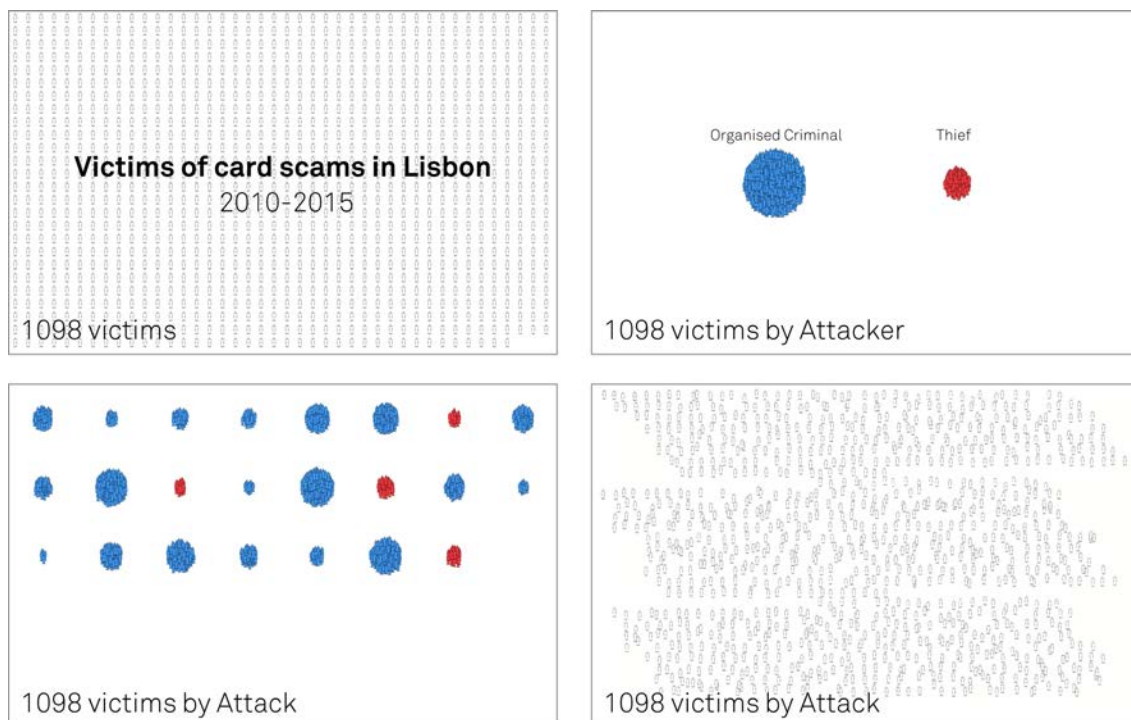 Victims of card scams in Lisbon
2010-2015
1098 victims
Organised Criminal
Thief
1098 victims by Attacker
1098 victims by Attack
1098 victims by Attack